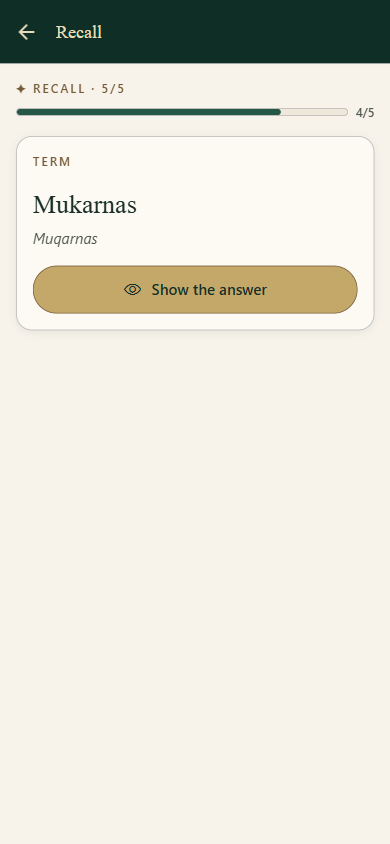 Recall
✦ RECALL · 5/5
4/5
TERM
Mukarnas
Muqarnas
Show the answer